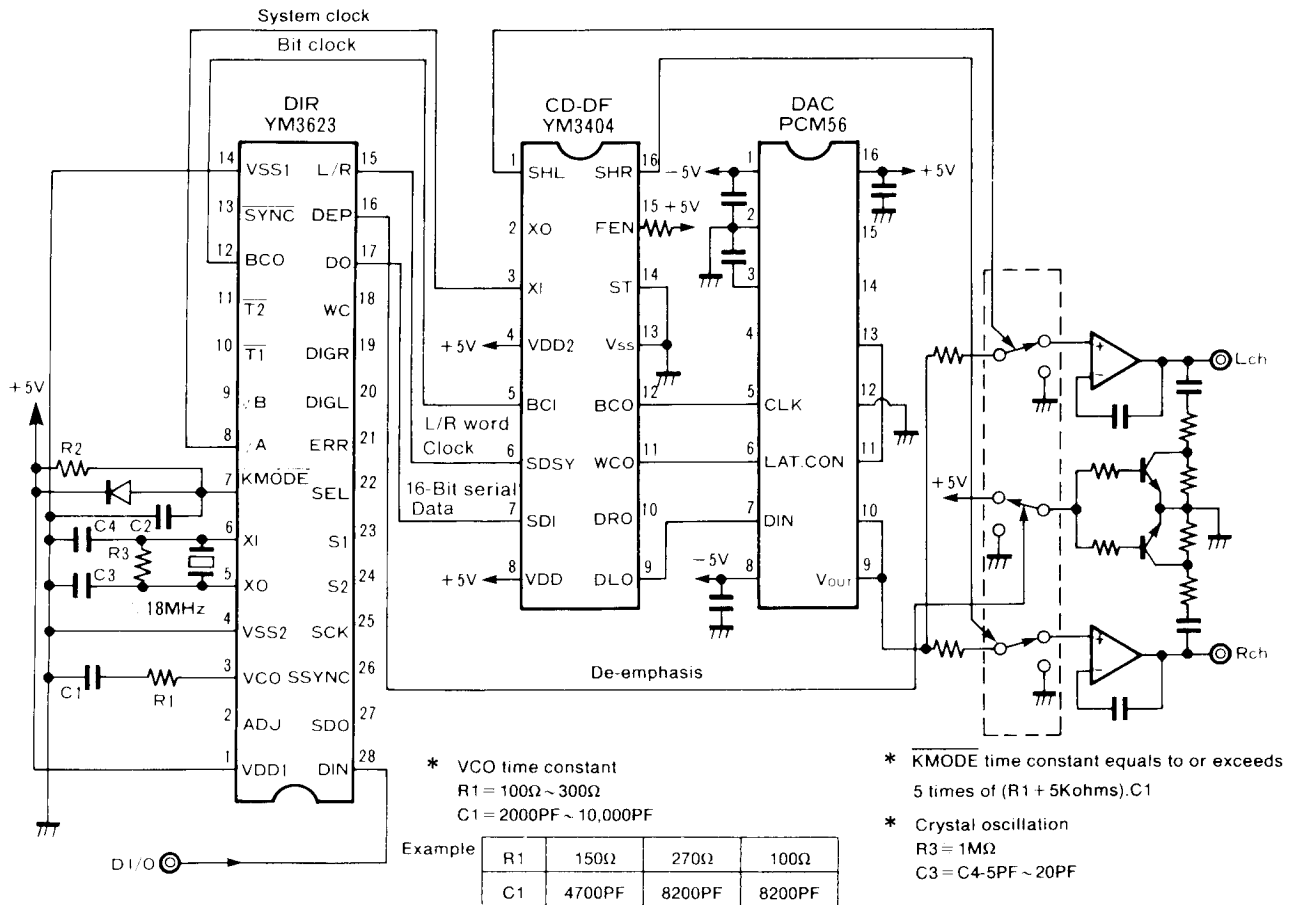 System clock
Bit clock
DIR
YM3623
CD-DF
YM3404
DAC
PCM56
14 VSS1 L/R 15
13 SYNC DEP 16
12 BCO DO 17
11 T2 WC 18
10 T1 DIGR 19
9 B DIGL 20
8 A ERR 21
7 KMODE SEL 22
6 XI S1 23
5 XO S2 24
4 VSS2 SCK 25
3 VCO SSYNC 26
2 ADJ SDO 27
1 VDD1 DIN 28
+5V
R2
C4
C2
R3
C3
18MHz
C1
R1
DI/O
L/R word
Clock
16-Bit serial
Data
1 SHL SHR 16
2 XO FEN 15
+5V
3 XI ST 14
+5V
4 VDD2 Vss 13
5 BCI BCO 12
6 SDSY WCO 11
7 SDI DRO 10
+5V
8 VDD DLO 9
-5V
1 16
+5V
2 15
3 14
4 13
5 CLK 12
6 LAT.CON 11
7 DIN 10
-5V
8 VOUT 9
De-emphasis
+5V
+
-
Lch
+
-
Rch
* VCO time constant
R1=100Ω~300Ω
C1=2000PF~10,000PF
Example
R1 150Ω 270Ω 100Ω
C1 4700PF 8200PF 8200PF
* KMODE time constant equals to or exceeds
5 times of (R1+5Kohms).C1
* Crystal oscillation
R3=1MΩ
C3=C4-5PF~20PF